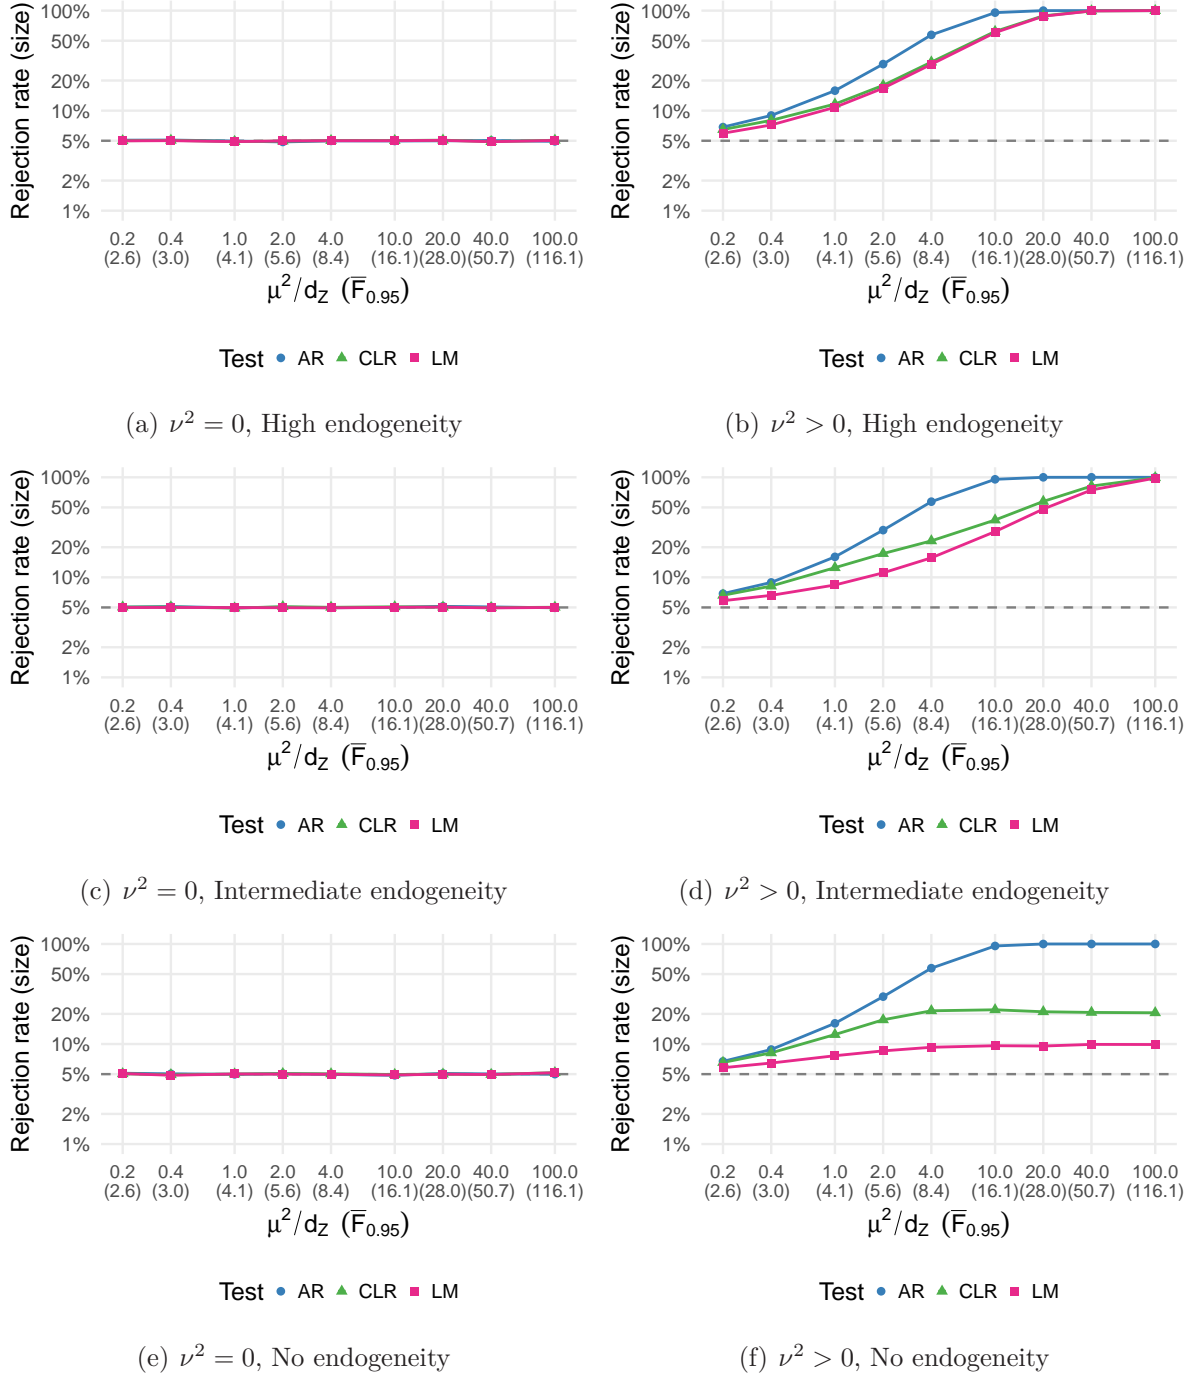 Rejection rate (size)
100%
50%
20%
10%
5%
2%
1%
0.2 0.4 1.0 2.0 4.0 10.0 20.0 40.0 100.0
(2.6) (3.0) (4.1) (5.6) (8.4) (16.1) (28.0) (50.7) (116.1)
μ²/d_Z (F̅_0.95)
Test AR CLR LM
(a) ν² = 0, High endogeneity
Rejection rate (size)
100%
50%
20%
10%
5%
2%
1%
0.2 0.4 1.0 2.0 4.0 10.0 20.0 40.0 100.0
(2.6) (3.0) (4.1) (5.6) (8.4) (16.1) (28.0) (50.7) (116.1)
μ²/d_Z (F̅_0.95)
Test AR CLR LM
(b) ν² > 0, High endogeneity
Rejection rate (size)
100%
50%
20%
10%
5%
2%
1%
0.2 0.4 1.0 2.0 4.0 10.0 20.0 40.0 100.0
(2.6) (3.0) (4.1) (5.6) (8.4) (16.1) (28.0) (50.7) (116.1)
μ²/d_Z (F̅_0.95)
Test AR CLR LM
(c) ν² = 0, Intermediate endogeneity
Rejection rate (size)
100%
50%
20%
10%
5%
2%
1%
0.2 0.4 1.0 2.0 4.0 10.0 20.0 40.0 100.0
(2.6) (3.0) (4.1) (5.6) (8.4) (16.1) (28.0) (50.7) (116.1)
μ²/d_Z (F̅_0.95)
Test AR CLR LM
(d) ν² > 0, Intermediate endogeneity
Rejection rate (size)
100%
50%
20%
10%
5%
2%
1%
0.2 0.4 1.0 2.0 4.0 10.0 20.0 40.0 100.0
(2.6) (3.0) (4.1) (5.6) (8.4) (16.1) (28.0) (50.7) (116.1)
μ²/d_Z (F̅_0.95)
Test AR CLR LM
(e) ν² = 0, No endogeneity
Rejection rate (size)
100%
50%
20%
10%
5%
2%
1%
0.2 0.4 1.0 2.0 4.0 10.0 20.0 40.0 100.0
(2.6) (3.0) (4.1) (5.6) (8.4) (16.1) (28.0) (50.7) (116.1)
μ²/d_Z (F̅_0.95)
Test AR CLR LM
(f) ν² > 0, No endogeneity